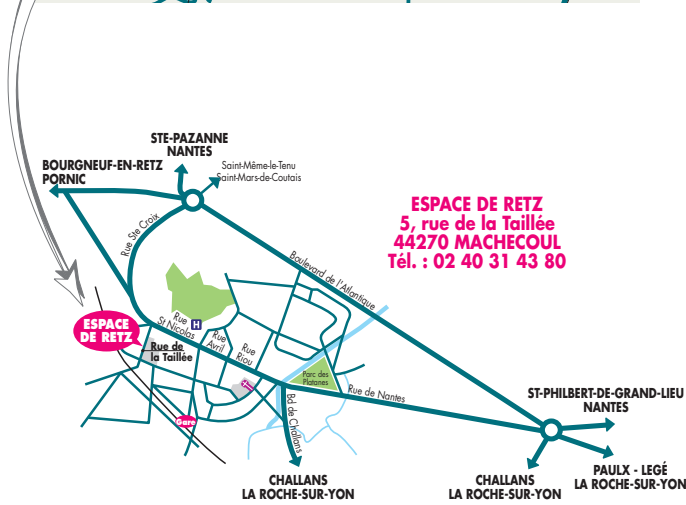 STE-PAZANNE
NANTES
BOURGNEUF-EN-RETZ
PORNIC
Saint-Même-le-Tenu
Saint-Mars-de-Coutais
ESPACE DE RETZ
5, rue de la Taillée
44270 MACHECOUL
Tél. : 02 40 31 43 80
Rue Ste Croix
Boulevard de l'Atlantique
ESPACE
DE RETZ
Rue
St Nicolas
H
Rue
Avril
Rue
Riou
Rue de
la Taillée
Parc des
Platanes
Rue de Nantes
Gare
Bd de Challans
ST-PHILBERT-DE-GRAND-LIEU
NANTES
CHALLANS
LA ROCHE-SUR-YON
CHALLANS
LA ROCHE-SUR-YON
PAULX - LEGÉ
LA ROCHE-SUR-YON